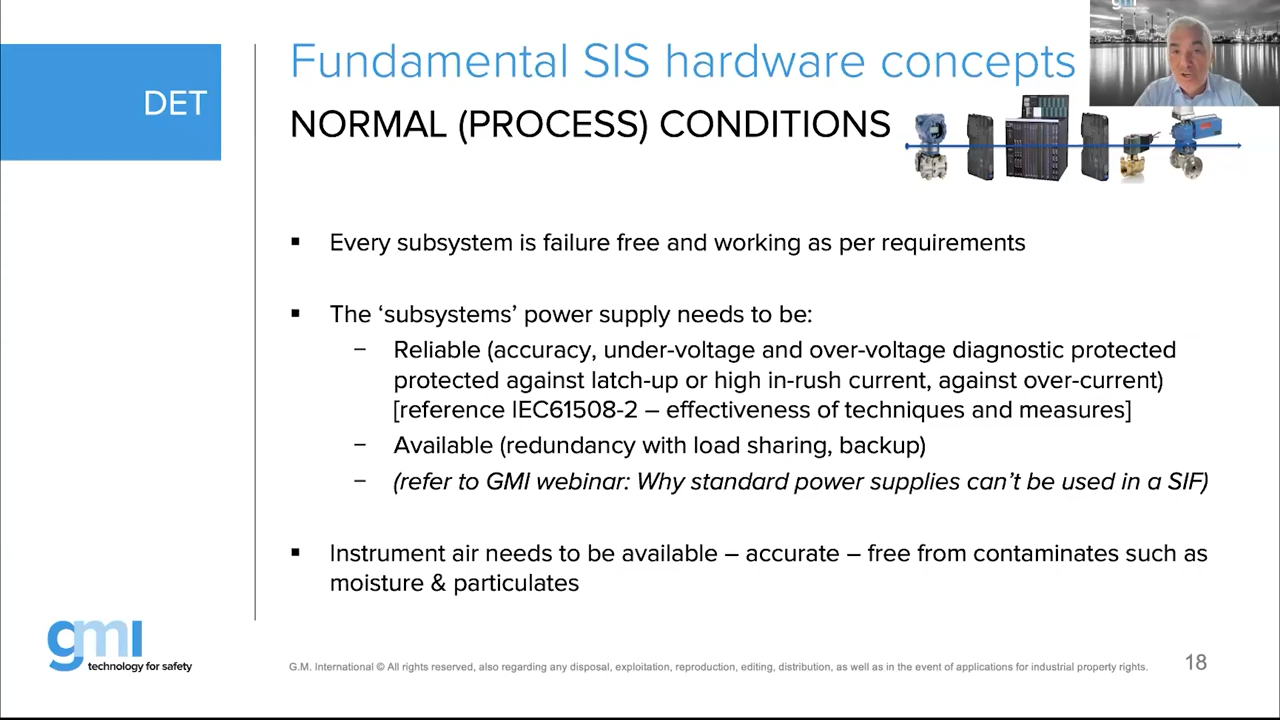 Fundamental SIS hardware concepts
gmi
DET
NORMAL (PROCESS) CONDITIONS
▪ Every subsystem is failure free and working as per requirements
▪ The ‘subsystems’ power supply needs to be:
– Reliable (accuracy, under-voltage and over-voltage diagnostic protected
protected against latch-up or high in-rush current, against over-current)
[reference IEC61508-2 – effectiveness of techniques and measures]
– Available (redundancy with load sharing, backup)
– (refer to GMI webinar: Why standard power supplies can’t be used in a SIF)
▪ Instrument air needs to be available – accurate – free from contaminates such as
moisture & particulates
gmi
technology for safety
G.M. International © All rights reserved, also regarding any disposal, exploitation, reproduction, editing, distribution, as well as in the event of applications for industrial property rights.
18